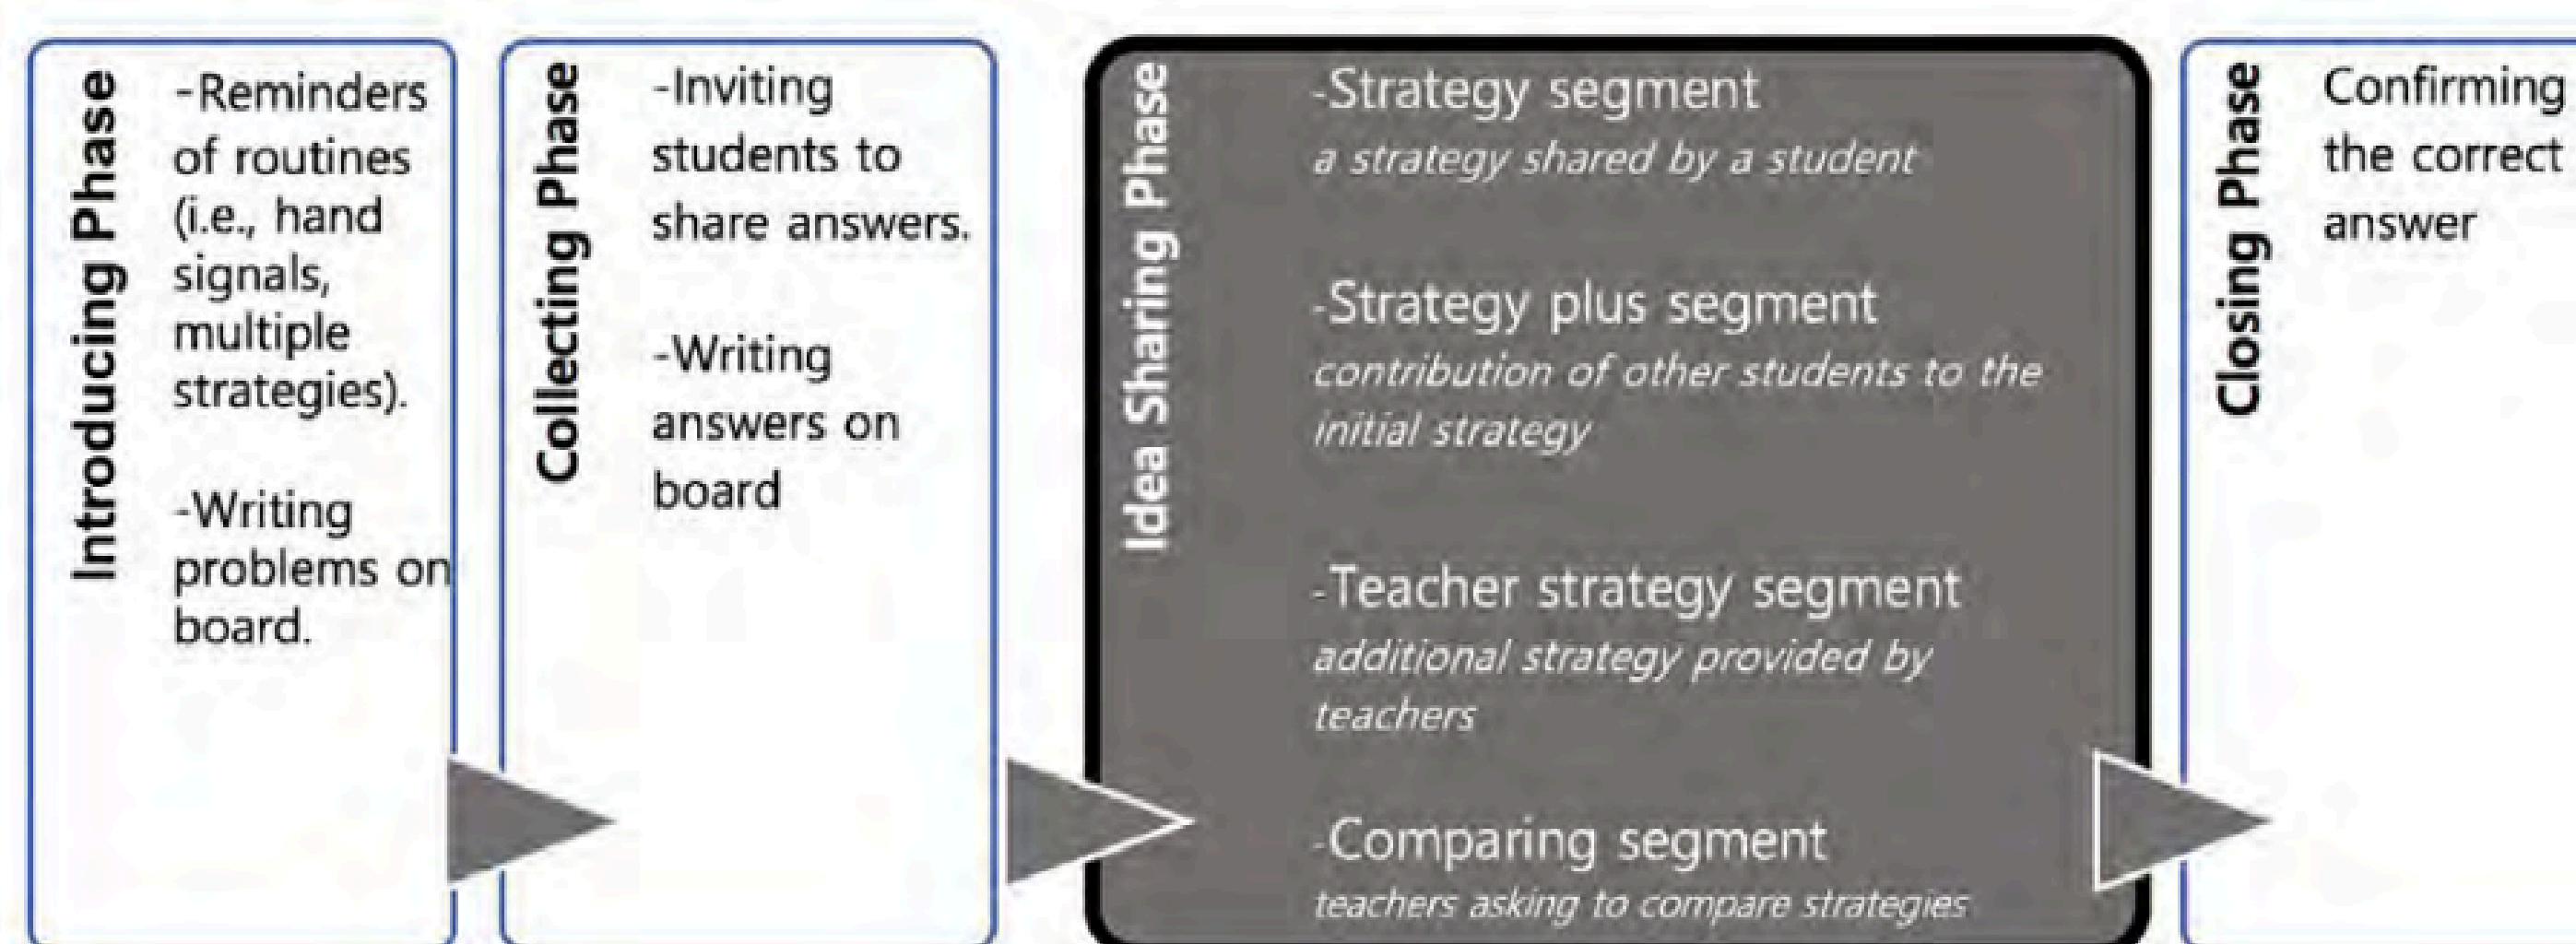 Introducing Phase
-Reminders
of routines
(i.e., hand
signals,
multiple
strategies).
-Writing
problems on
board.
Collecting Phase
-Inviting
students to
share answers.
-Writing
answers on
board
Idea Sharing Phase
-Strategy segment
a strategy shared by a student
-Strategy plus segment
contribution of other students to the
initial strategy
-Teacher strategy segment
additional strategy provided by
teachers
-Comparing segment
teachers asking to compare strategies
Closing Phase
Confirming
the correct
answer